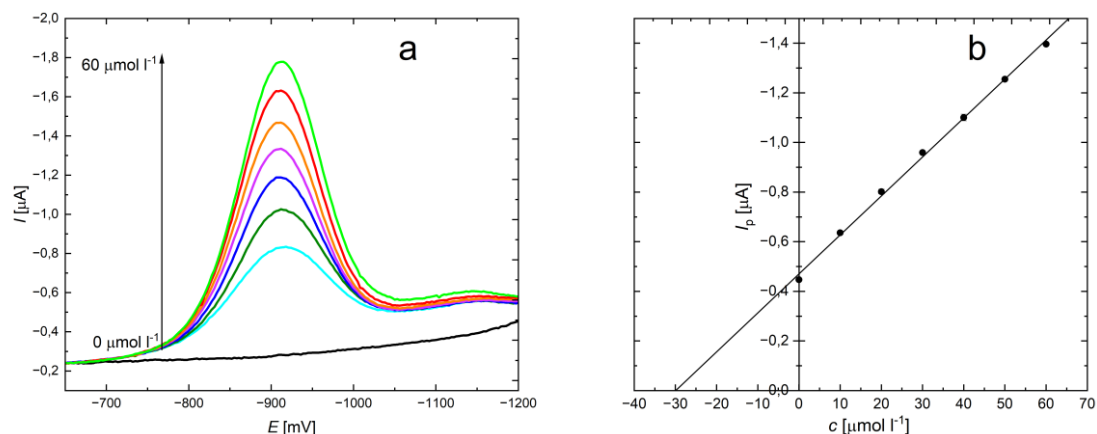 a
60 μmol l⁻¹
0 μmol l⁻¹
−2,0
−1,8
−1,6
−1,4
−1,2
−1,0
−0,8
−0,6
−0,4
−0,2
I [μA]
−700 −800 −900 −1000 −1100 −1200
E [mV]
b
−1,4
−1,2
−1,0
−0,8
−0,6
−0,4
−0,2
0,0
Ip [μA]
−40 −30 −20 −10 0 10 20 30 40 50 60 70
c [μmol l⁻¹]